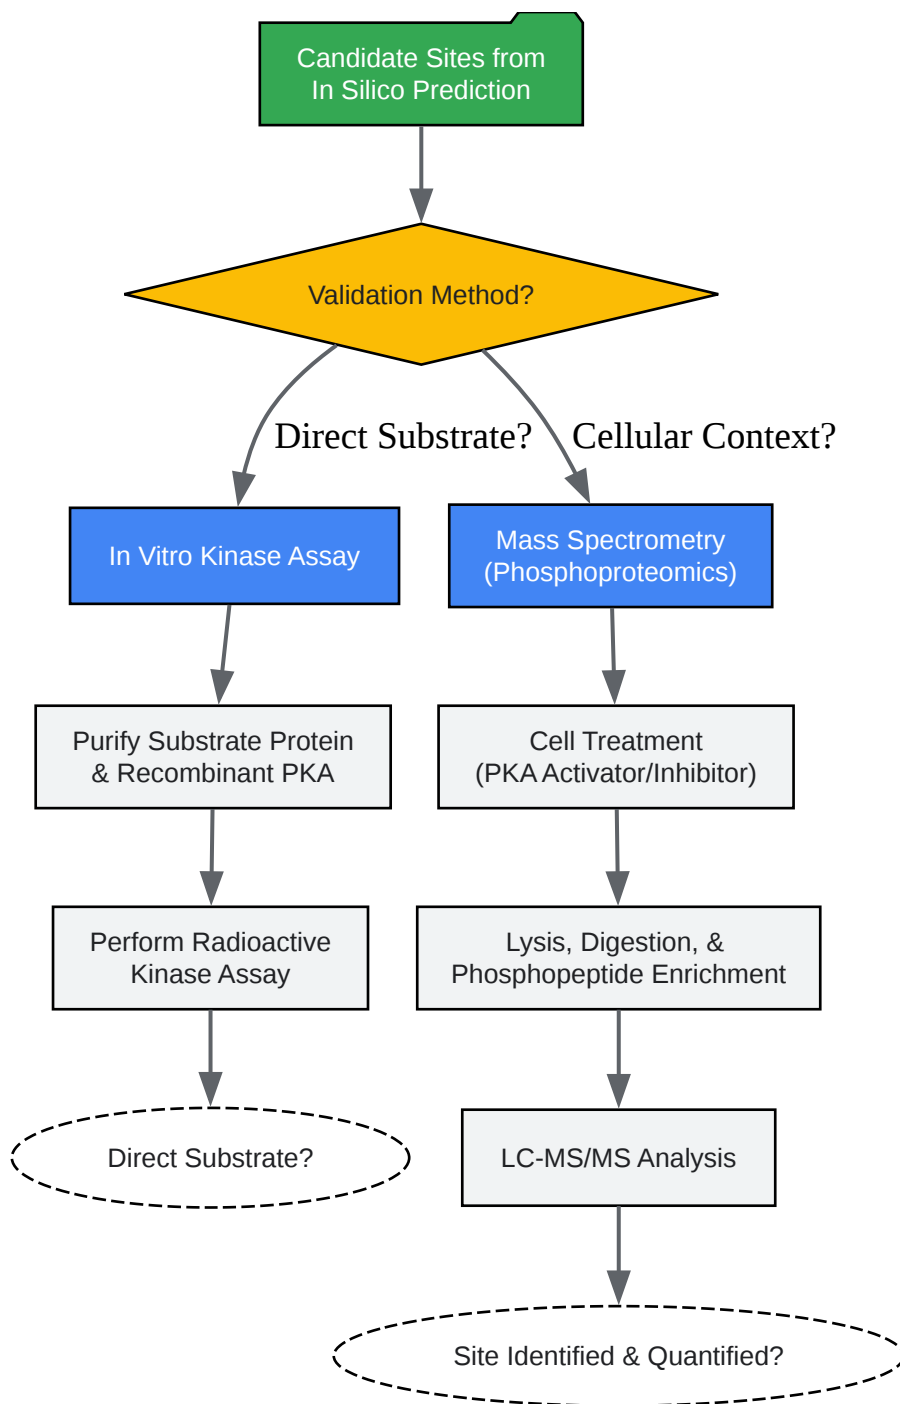 Candidate Sites from
In Silico Prediction
Validation Method?
Direct Substrate?
Cellular Context?
In Vitro Kinase Assay
Mass Spectrometry
(Phosphoproteomics)
Purify Substrate Protein
& Recombinant PKA
Cell Treatment
(PKA Activator/Inhibitor)
Perform Radioactive
Kinase Assay
Lysis, Digestion, &
Phosphopeptide Enrichment
Direct Substrate?
LC-MS/MS Analysis
Site Identified & Quantified?